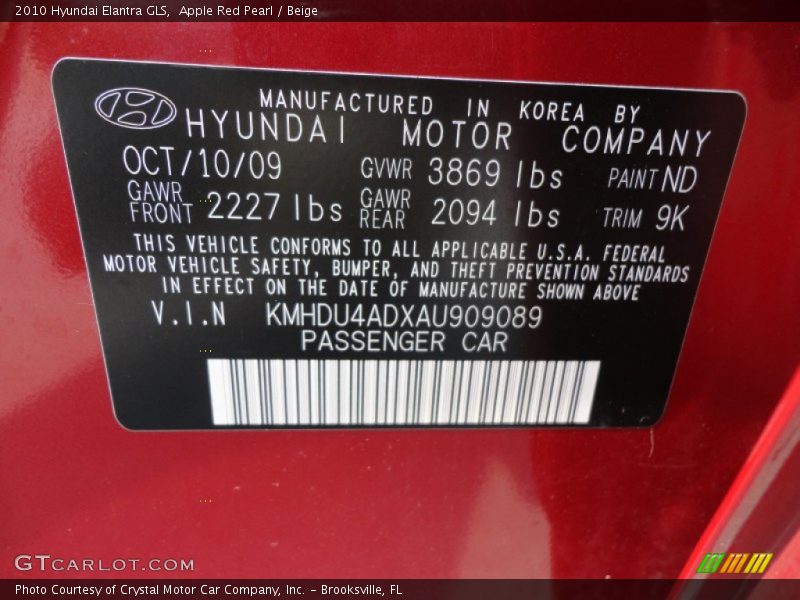 2010 Hyundai Elantra GLS,  Apple Red Pearl / Beige
MANUFACTURED IN KOREA BY
HYUNDAI MOTOR COMPANY
OCT/10/09 GVWR 3869 lbs PAINT ND
GAWR FRONT 2227 lbs GAWR REAR 2094 lbs TRIM 9K
THIS VEHICLE CONFORMS TO ALL APPLICABLE U.S.A. FEDERAL
MOTOR VEHICLE SAFETY, BUMPER, AND THEFT PREVENTION STANDARDS
IN EFFECT ON THE DATE OF MANUFACTURE SHOWN ABOVE
V.I.N KMHDU4ADXAU909089
PASSENGER CAR
GTCARLOT.COM
Photo Courtesy of Crystal Motor Car Company, Inc. – Brooksville, FL